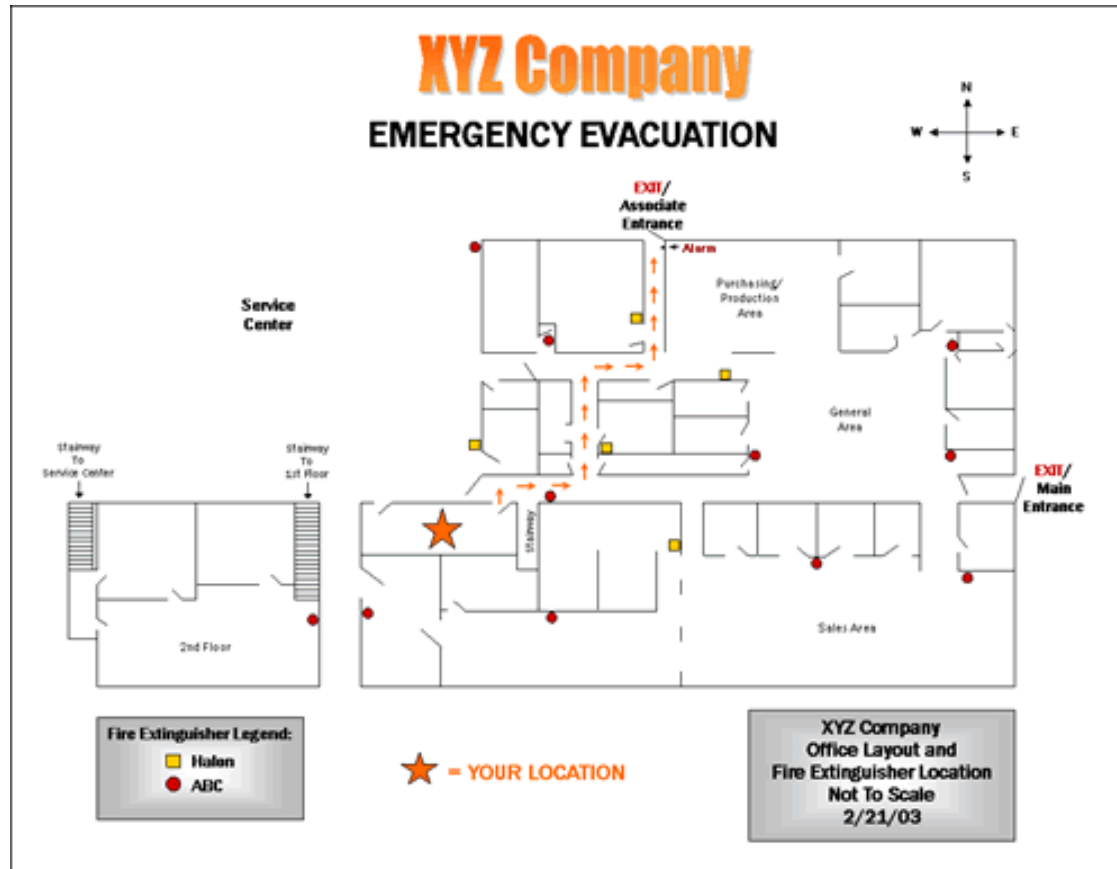 XYZ Company
EMERGENCY EVACUATION
N
W
E
S
EXIT/
Associate
Entrance
Alarm
Purchasing/
Production
Area
Service
Center
General
Area
Stairway
To
Service Center
Stairway
To
1st Floor
EXIT/
Main
Entrance
Stairway
2nd Floor
Sales Area
Fire Extinguisher Legend:
Halon
ABC
= YOUR LOCATION
XYZ Company
Office Layout and
Fire Extinguisher Location
Not To Scale
2/21/03